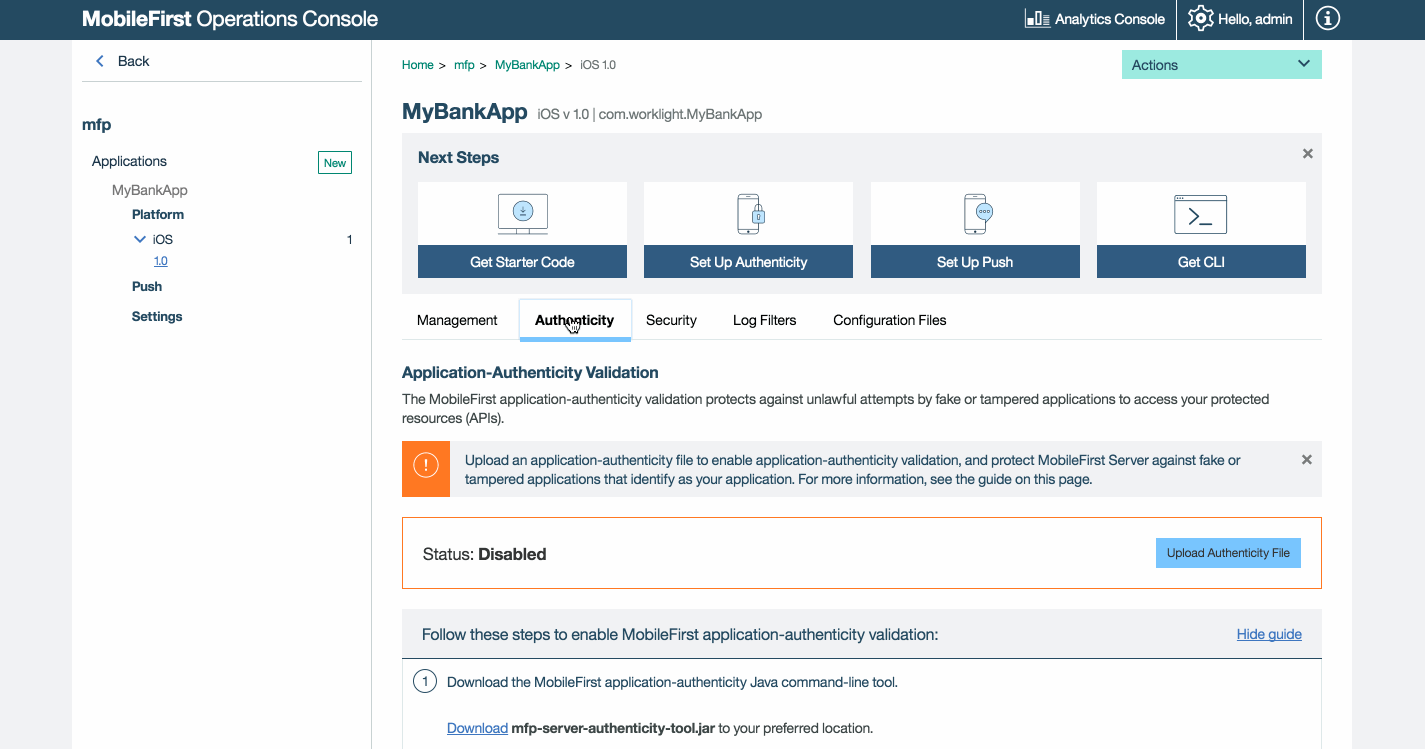 MobileFirst Operations Console
Analytics Console
Hello, admin
Back
mfp
Applications
New
MyBankApp
Platform
iOS
1
1.0
Push
Settings
Home > mfp > MyBankApp > iOS 1.0
Actions
MyBankApp iOS v 1.0 | com.worklight.MyBankApp
Next Steps
Get Starter Code
Set Up Authenticity
Set Up Push
Get CLI
Management
Authenticity
Security
Log Filters
Configuration Files
Application-Authenticity Validation
The MobileFirst application-authenticity validation protects against unlawful attempts by fake or tampered applications to access your protected
resources (APIs).
Upload an application-authenticity file to enable application-authenticity validation, and protect MobileFirst Server against fake or
tampered applications that identify as your application. For more information, see the guide on this page.
Status: Disabled
Upload Authenticity File
Follow these steps to enable MobileFirst application-authenticity validation:
Hide guide
1 Download the MobileFirst application-authenticity Java command-line tool.
Download mfp-server-authenticity-tool.jar to your preferred location.